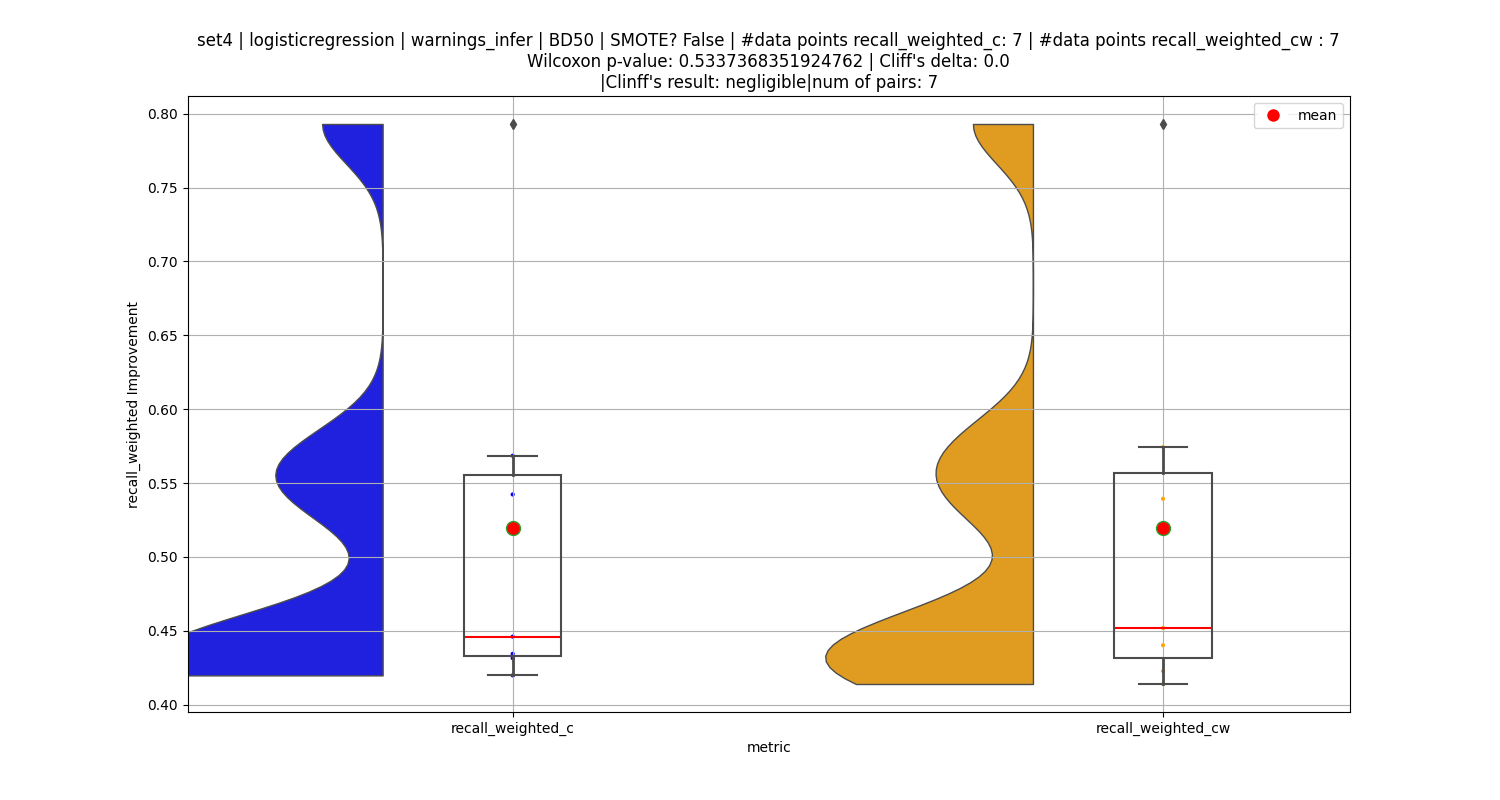 set4 | logisticregression | warnings_infer | BD50 | SMOTE? False | #data points recall_weighted_c: 7 | #data points recall_weighted_cw : 7
Wilcoxon p-value: 0.5337368351924762 | Cliff's delta: 0.0
|Clinff's result: negligible|num of pairs: 7
mean
0.80
0.75
0.70
0.65
0.60
0.55
0.50
0.45
0.40
recall_weighted Improvement
recall_weighted_c
recall_weighted_cw
metric